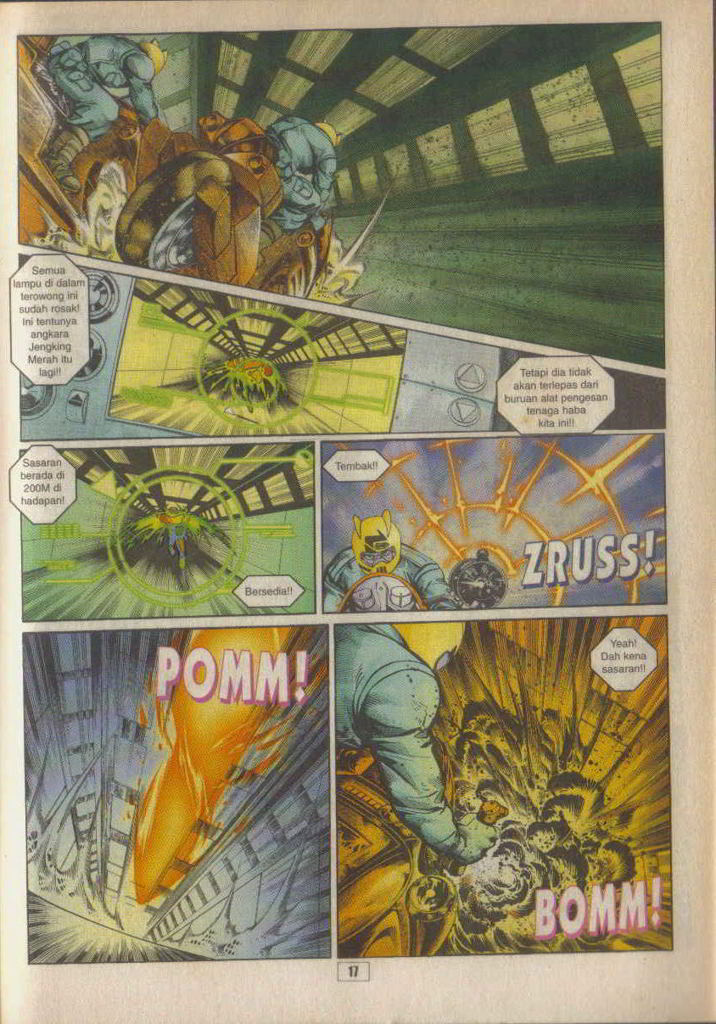 Semua
lampu di dalam
terowong ini
sudah rosak!
Ini tentunya
angkara
Jengking
Merah itu
lagi!!
Tetapi dia tidak
akan terlepas dari
buruan alat pengesan
tenaga haba
kita ini!!
Sasaran
berada di
200M di
hadapan!
Bersedia!!
Tembak!!
ZRUSS!
POMM!
Yeah!
Dah kena
sasaran!!
BOMM!
17